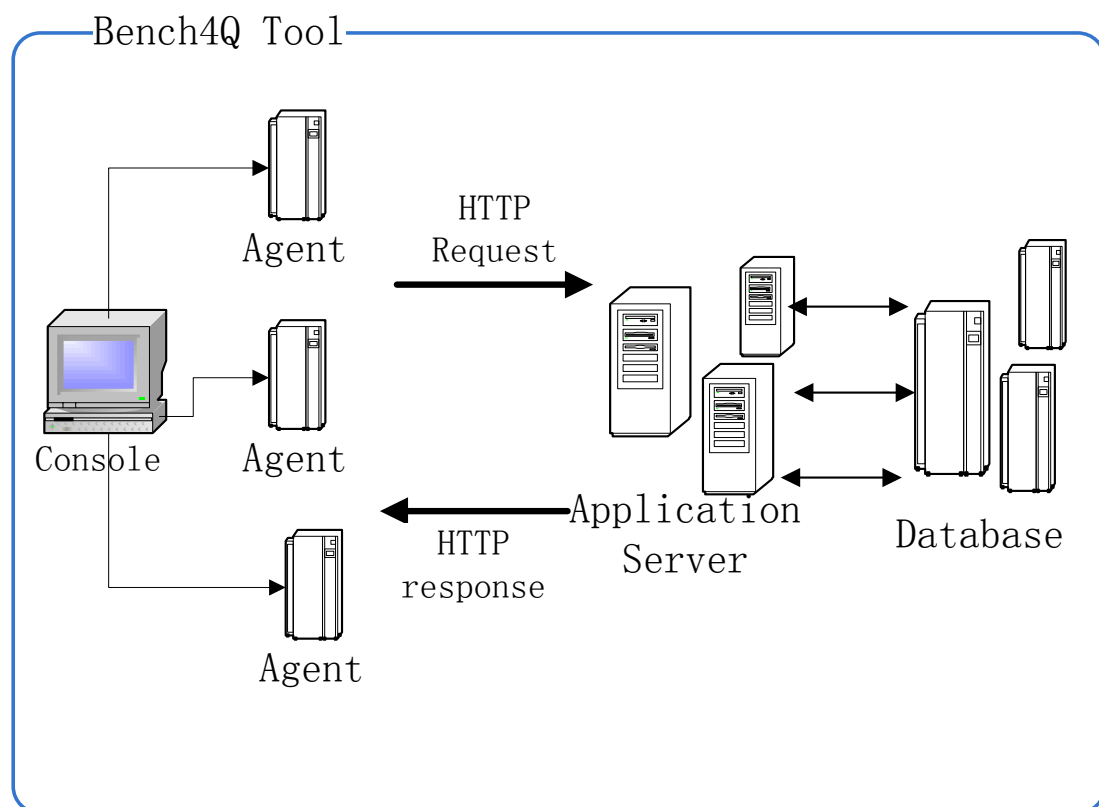 Bench4Q Tool
Agent
HTTP
Request
Console
Agent
Application
Server
Database
HTTP
response
Agent